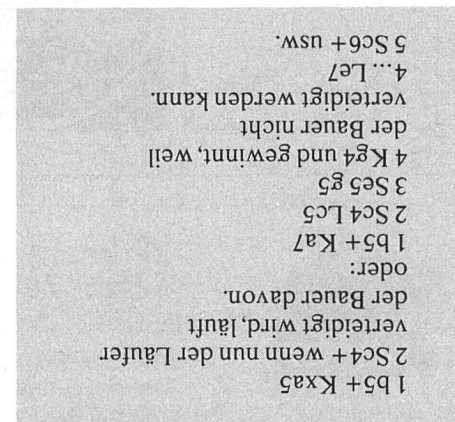 1 b5+ Kxa5
2 Sc4+ wenn nun der Läufer
verteidigt wird, läuft
der Bauer davon.
oder:
1 b5+ Ka7
2 Sc4 Lc5
3 Se5 g5
4 Kg4 und gewinnt, weil
der Bauer nicht
verteidigt werden kann.
4... Le7
5 Sc6+ usw.